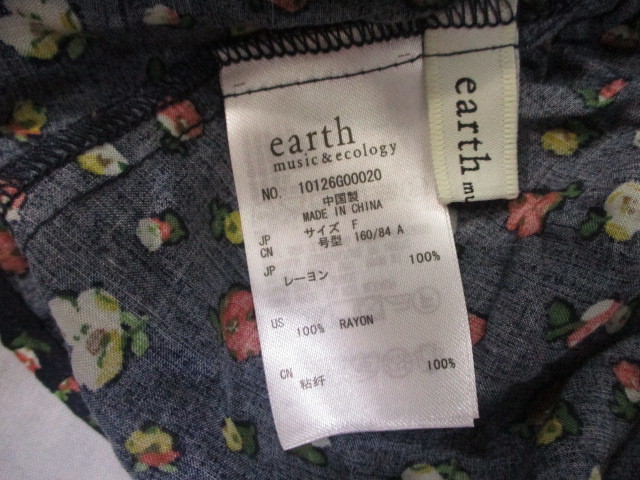 earth
music & ecology
NO. 10126G00020
中国製
MADE IN CHINA
JP サイズ F
CN 号型 160/84 A
JP レーヨン 100%
US 100% RAYON
CN 粘纤 100%
earth mu